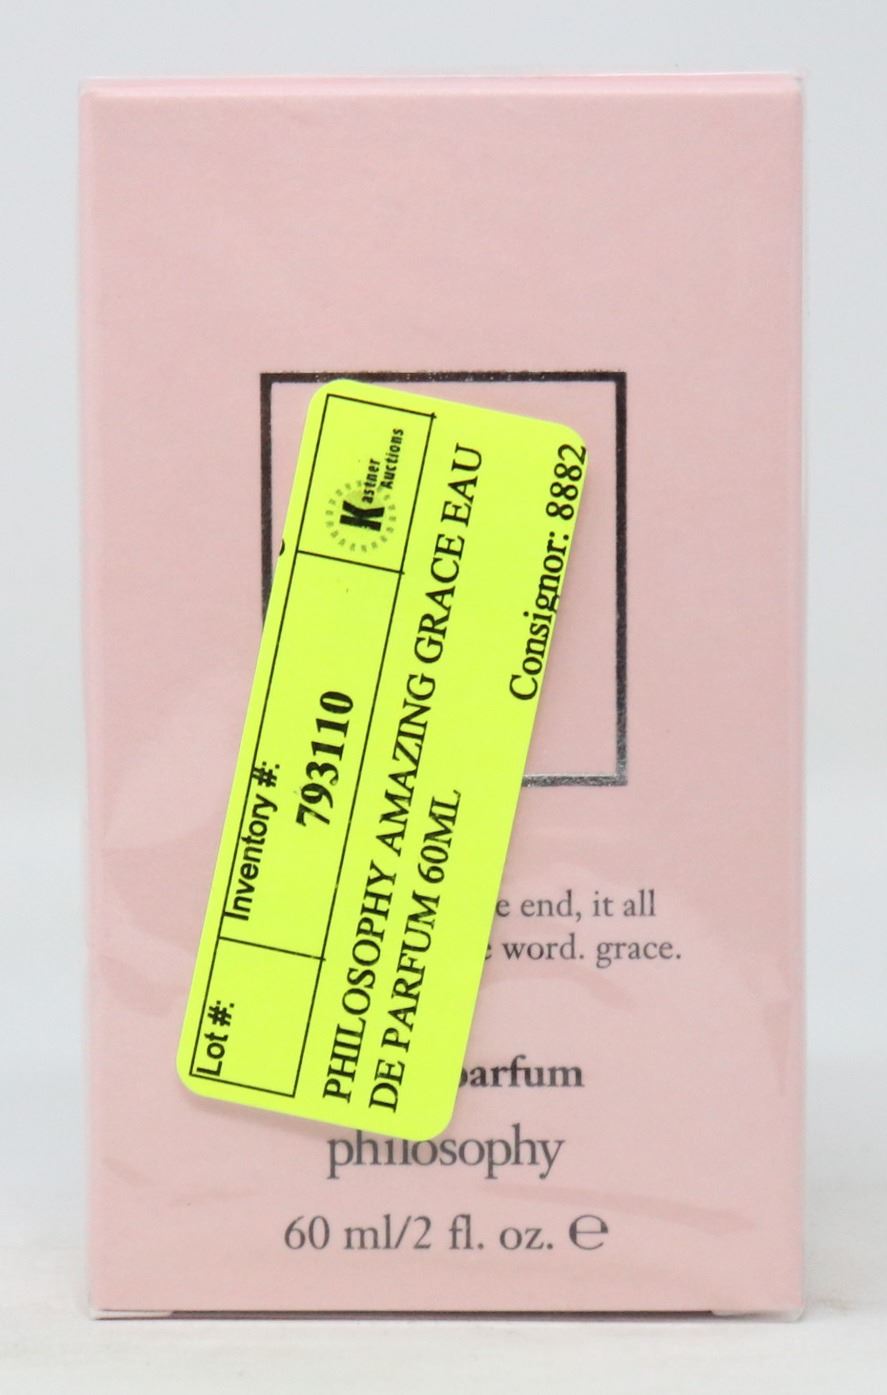 Lot #:
Inventory #:
793110
Kastner
Auctions
PHILOSOPHY AMAZING GRACE EAU
DE PARFUM 60ML
Consignor: 8882
end, it all
word. grace.
parfum
philosophy
60 ml/2 fl. oz. ℮